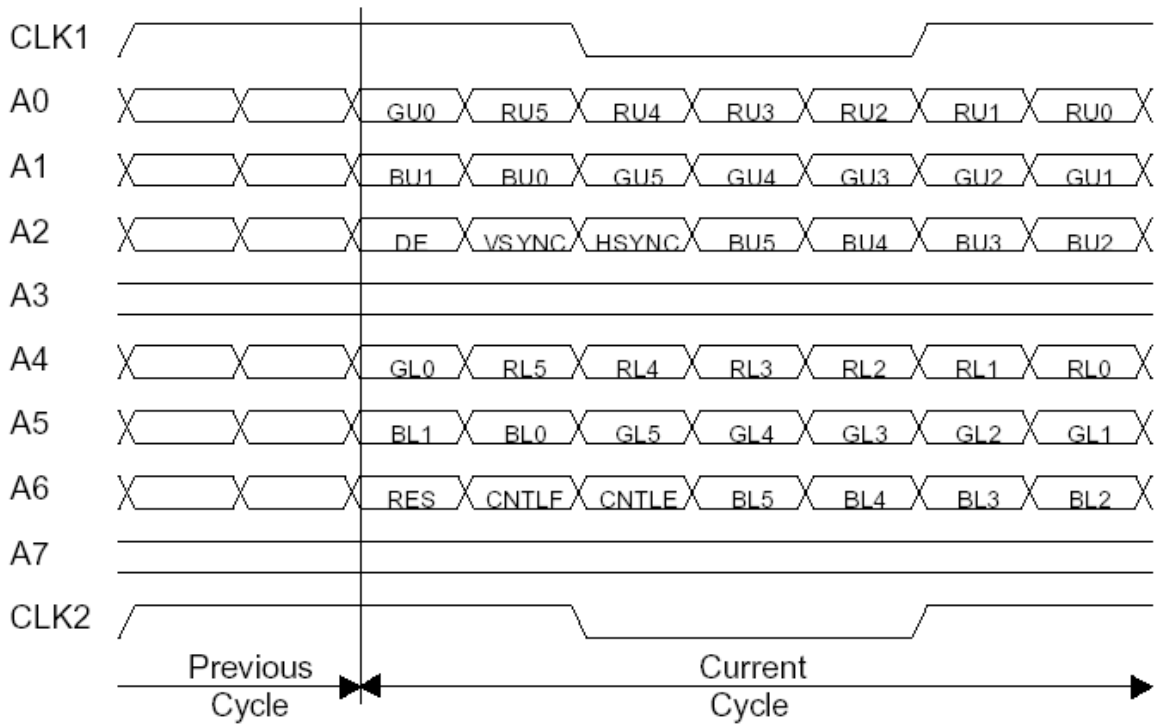 CLK1
A0 GU0 RU5 RU4 RU3 RU2 RU1 RU0
A1 BU1 BU0 GU5 GU4 GU3 GU2 GU1
A2 DE VSYNC HSYNC BU5 BU4 BU3 BU2
A3
A4 GL0 RL5 RL4 RL3 RL2 RL1 RL0
A5 BL1 BL0 GL5 GL4 GL3 GL2 GL1
A6 RES CNTLF CNTLE BL5 BL4 BL3 BL2
A7
CLK2
Previous Current
Cycle Cycle